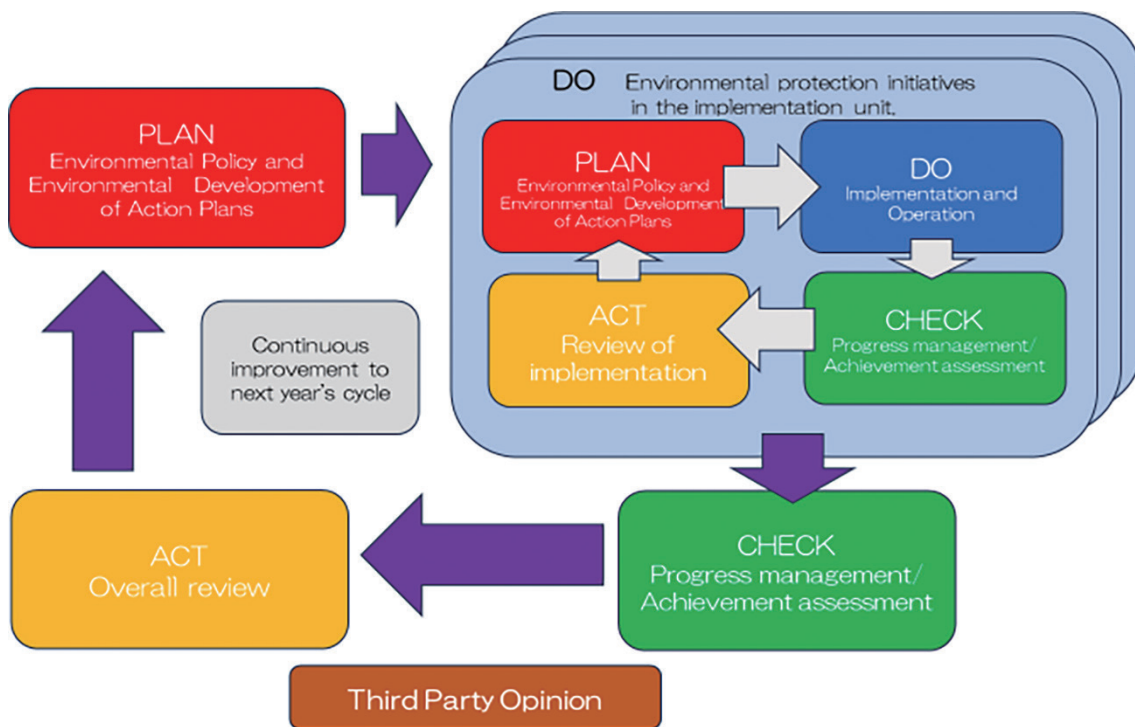 PLAN
Environmental Policy and
Environmental Development
of Action Plans
DO Environmental protection initiatives
in the implementation unit.
PLAN
Environmental Policy and
Environmental Development
of Action Plans
DO
Implementation and
Operation
CHECK
Progress management/
Achievement assessment
ACT
Review of
implementation
Continuous
improvement to
next year's cycle
CHECK
Progress management/
Achievement assessment
ACT
Overall review
Third Party Opinion